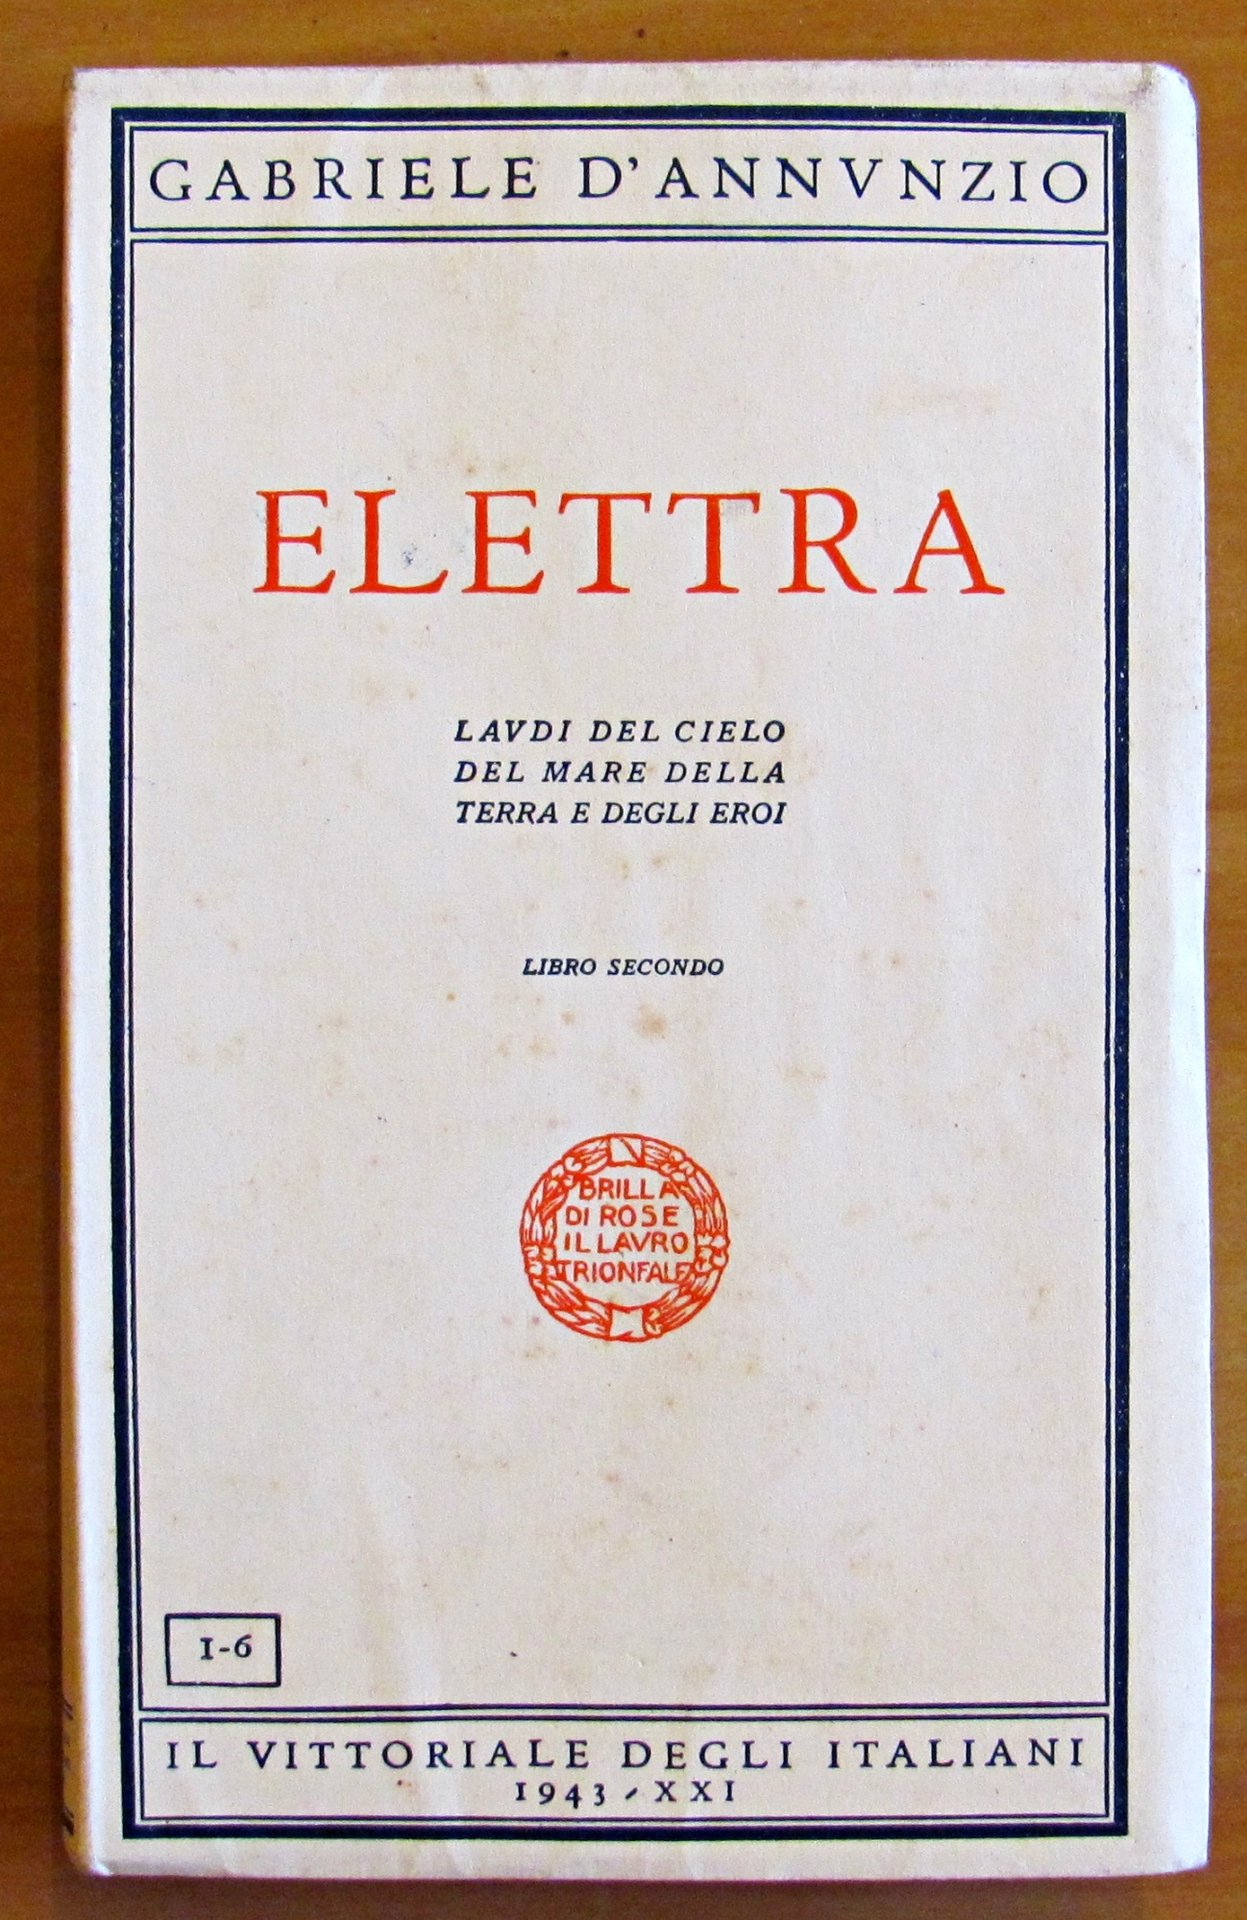 GABRIELE D'ANNVNZIO
ELETTRA
LAVDI DEL CIELO
DEL MARE DELLA
TERRA E DEGLI EROI
LIBRO SECONDO
BRILLA
DI ROSE
IL LAVRO
TRIONFALE
I-6
IL VITTORIALE DEGLI ITALIANI
1943-XXI